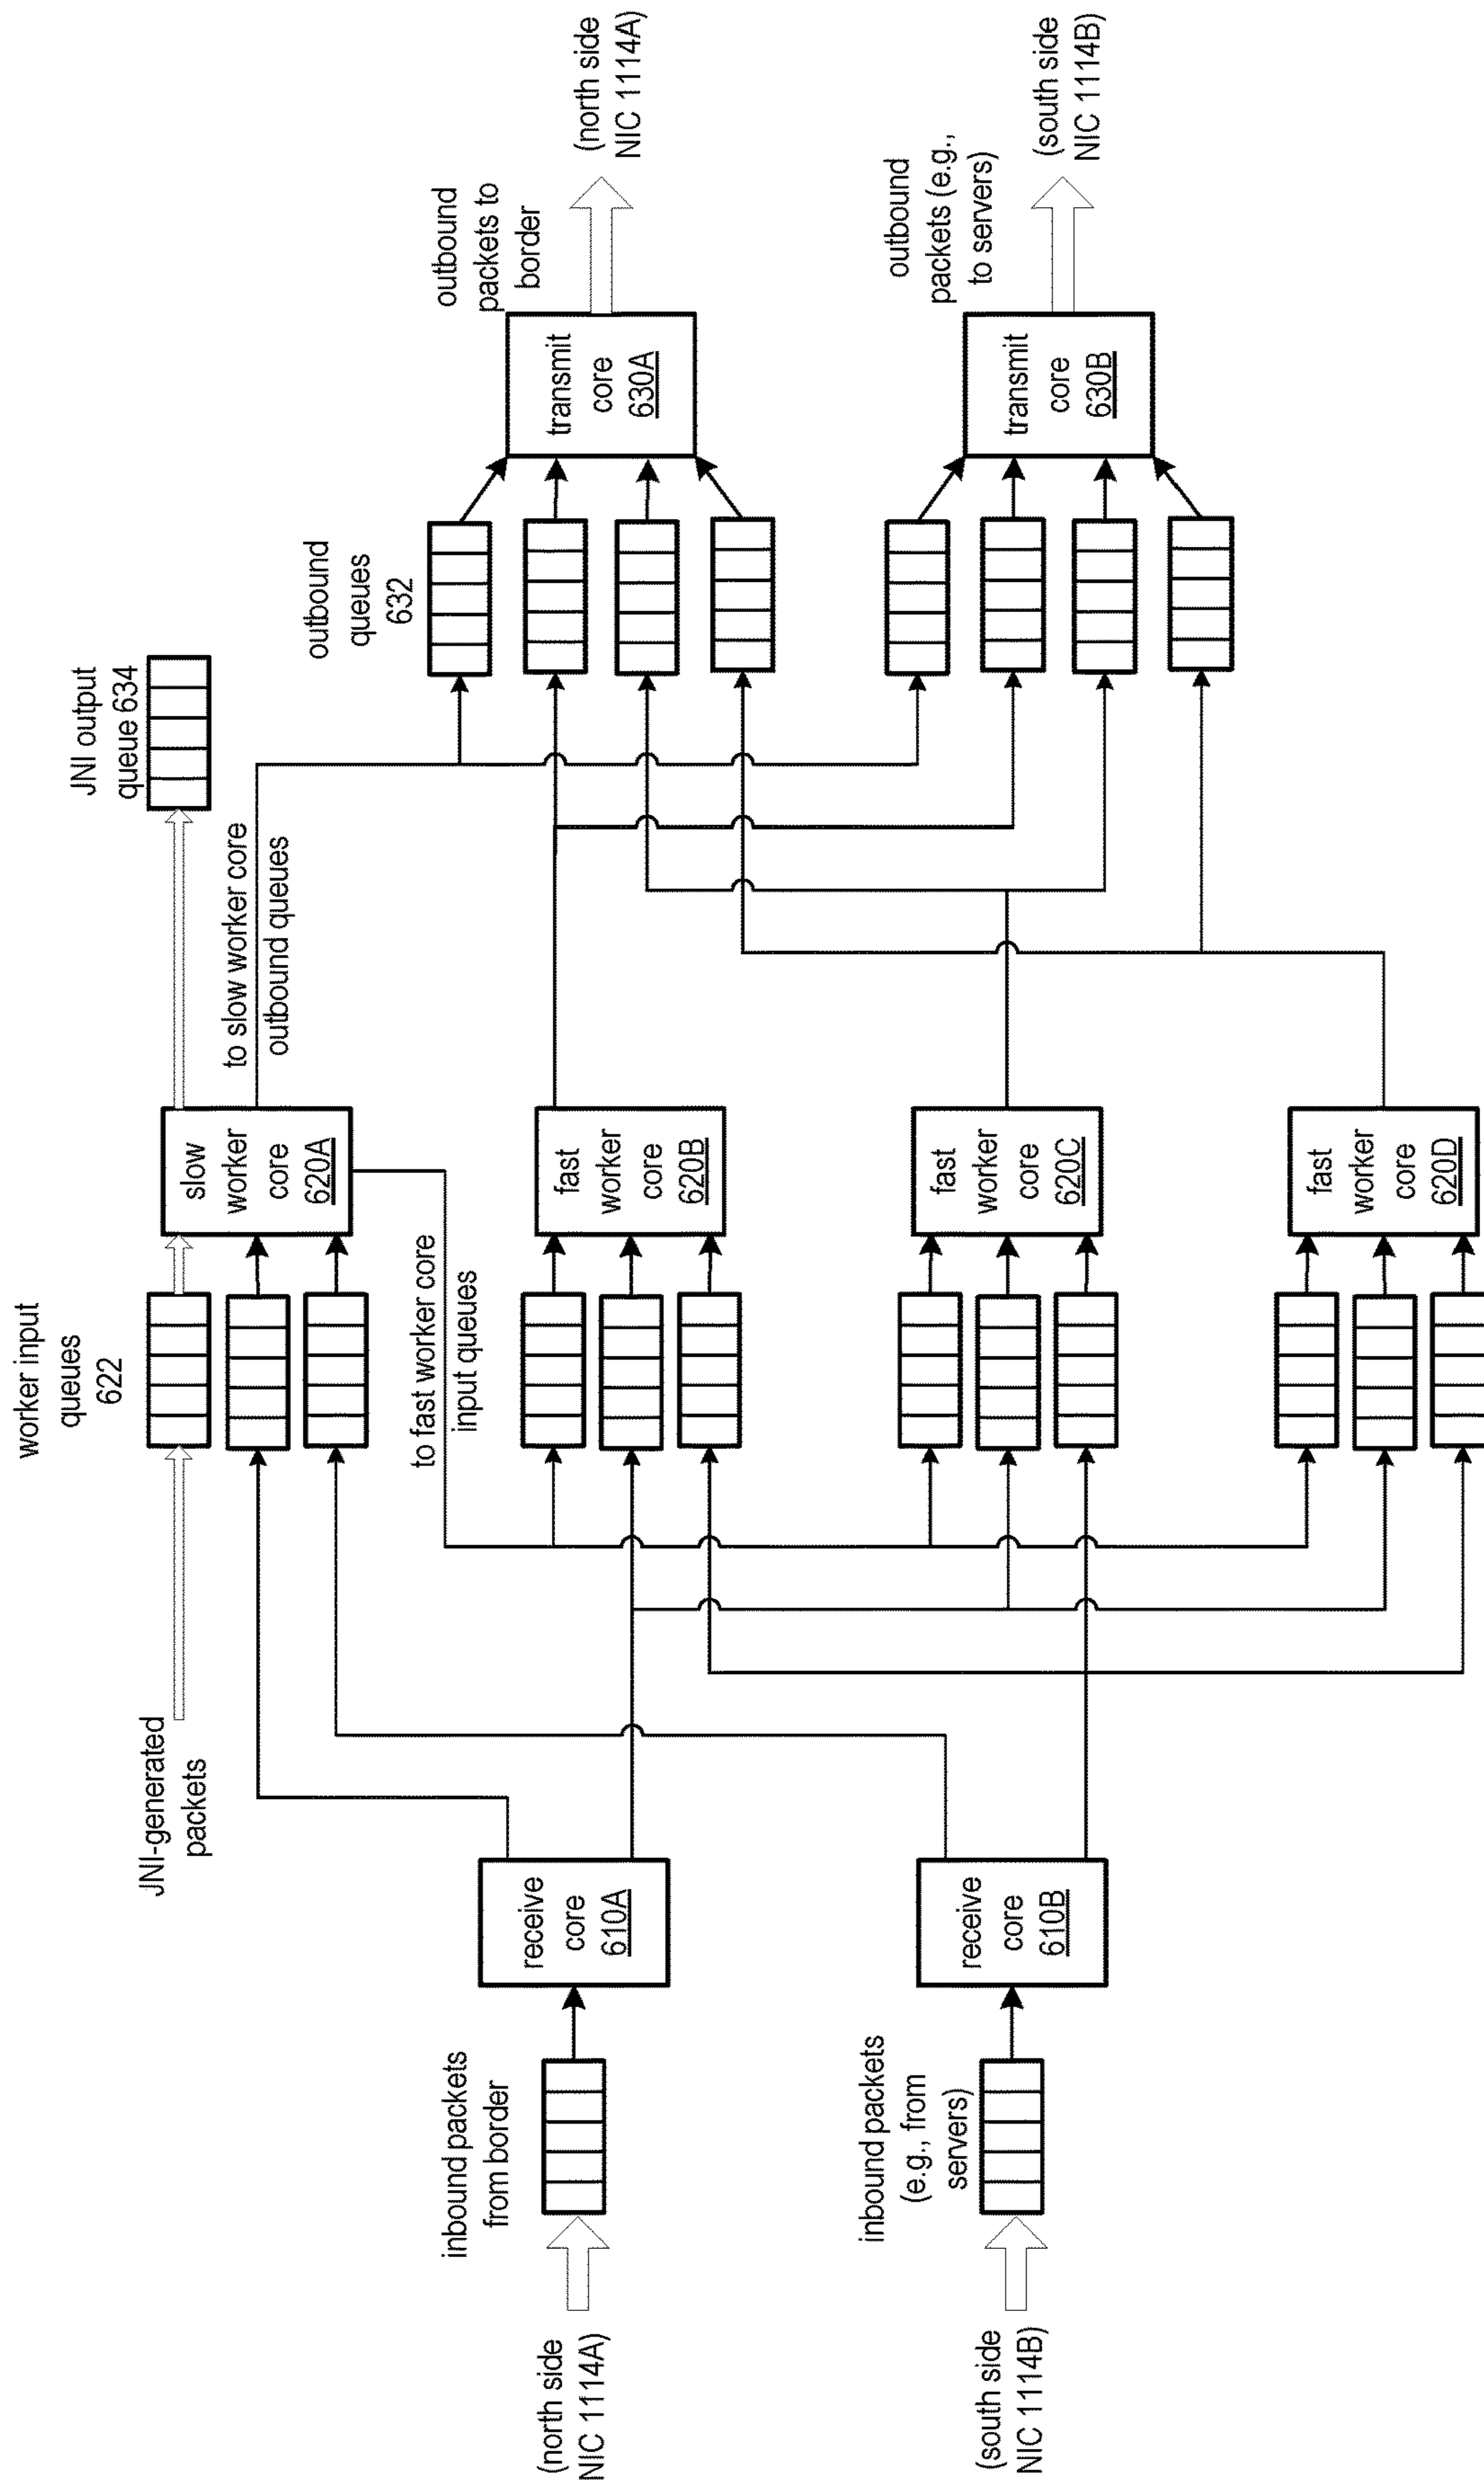 (north side
NIC 1114A)
inbound packets
from border
receive
core
610A
(south side
NIC 1114B)
inbound packets
(e.g., from
servers)
receive
core
610B
JNI-generated
packets
worker input
queues
622
slow
worker
core
620A
to fast worker core
input queues
fast
worker
core
620B
fast
worker
core
620C
fast
worker
core
620D
to slow worker core
outbound queues
JNI output
queue 634
outbound
queues
632
transmit
core
630A
outbound
packets to
border
(north side
NIC 1114A)
transmit
core
630B
outbound
packets (e.g.,
to servers)
(south side
NIC 1114B)